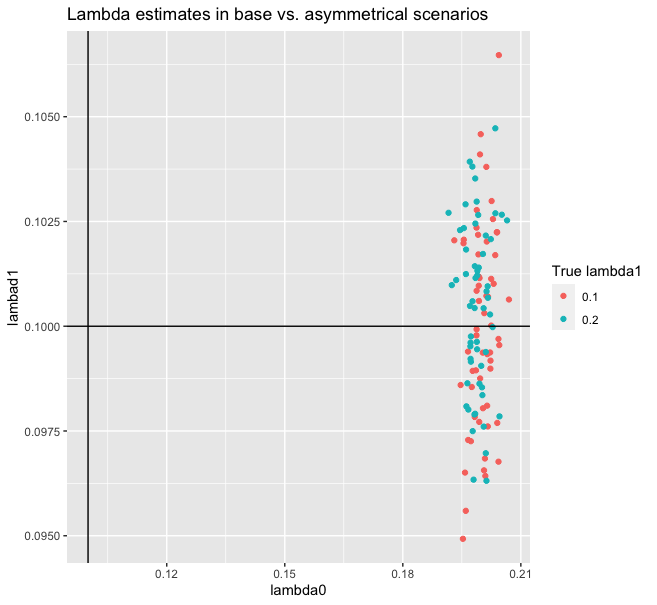 Lambda estimates in base vs. asymmetrical scenarios
lambad1
0.1050
0.1025
0.1000
0.0975
0.0950
0.12
0.15
0.18
0.21
lambda0
True lambda1
0.1
0.2